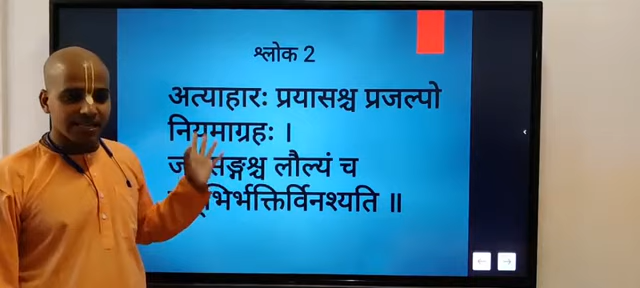 श्लोक 2
अत्याहारः प्रयासश्च प्रजल्पो
नियमाग्रहः ।
लौल्यं च